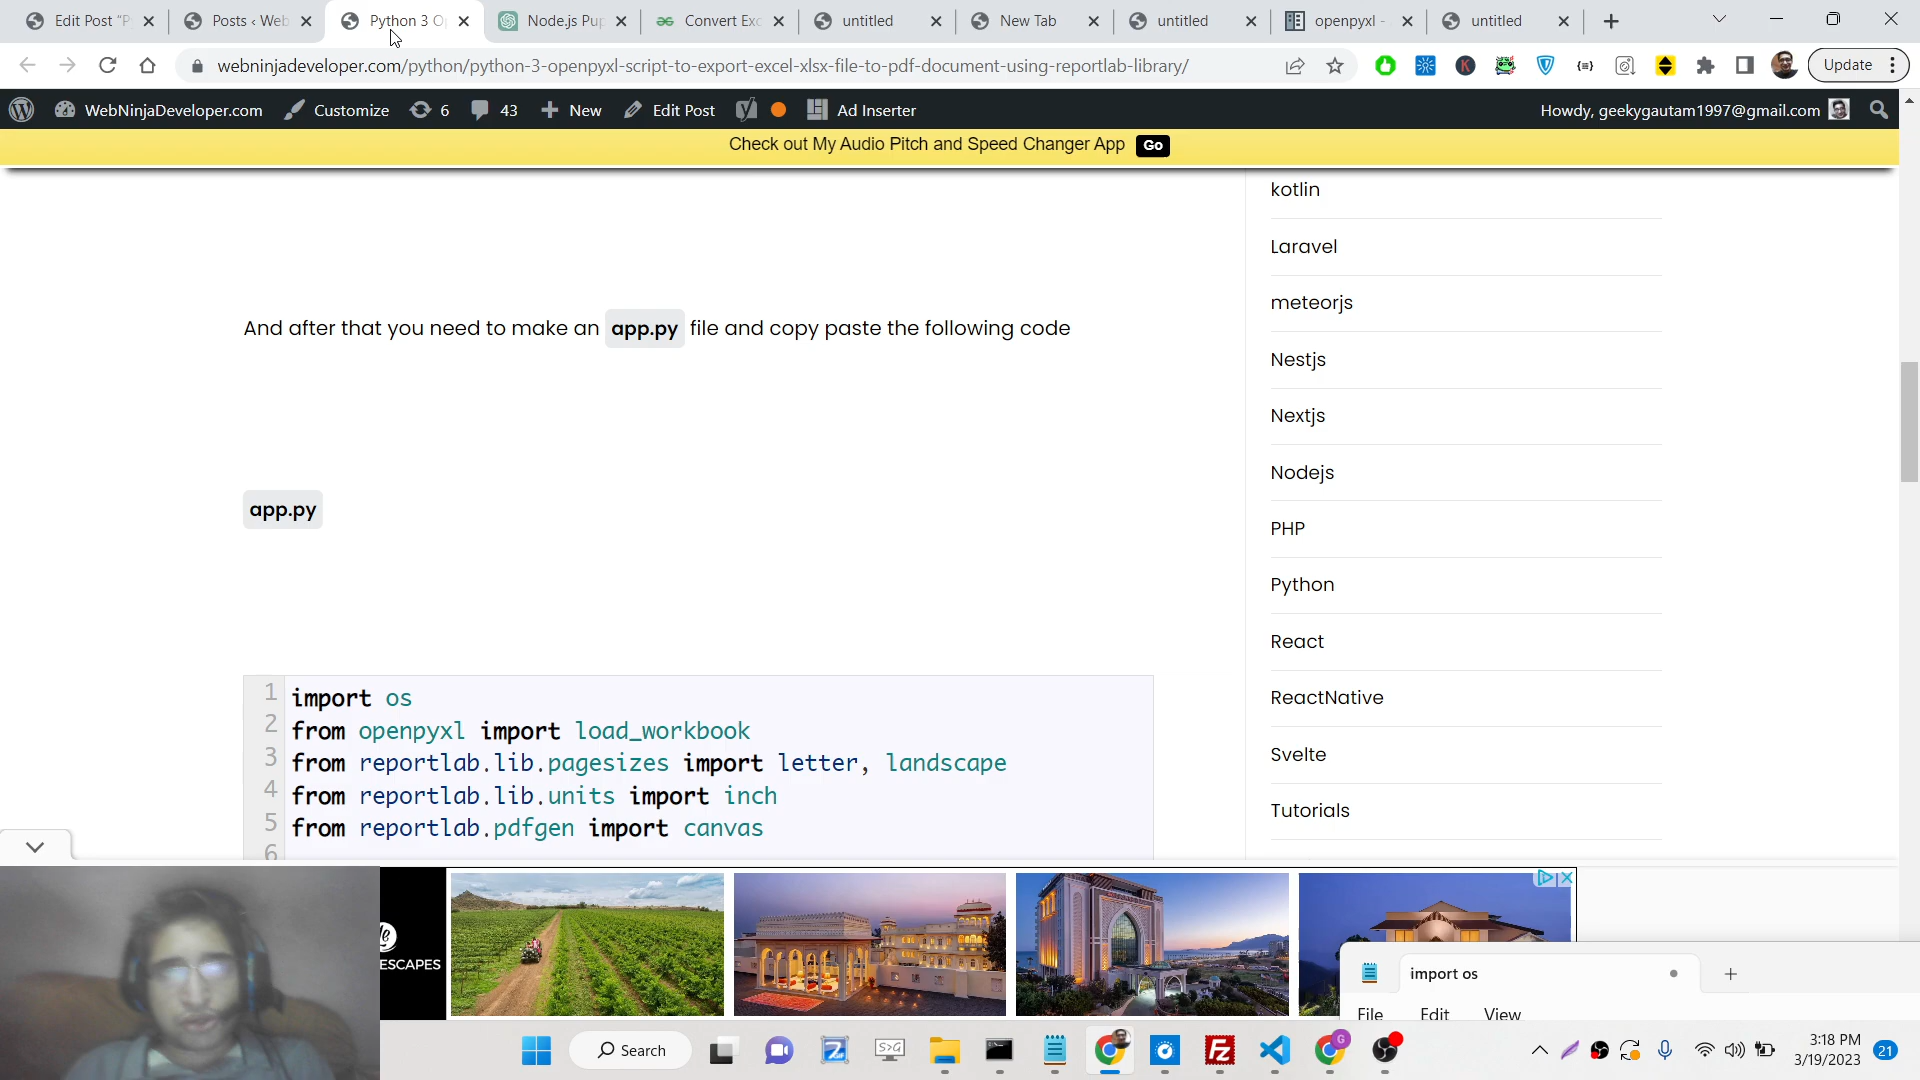 Edit Post "P
Posts ‹ Web
Python 3 O
Node.js Pup
Convert Exc
untitled
New Tab
untitled
openpyxl -
untitled
webninjadeveloper.com/python/python-3-openpyxl-script-to-export-excel-xlsx-file-to-pdf-document-using-reportlab-library/
Update
WebNinjaDeveloper.com
Customize
6
43
New
Edit Post
Ad Inserter
Howdy, geekygautam1997@gmail.com
Check out My Audio Pitch and Speed Changer App Go
And after that you need to make an app.py file and copy paste the following code
app.py
1 import os
2 from openpyxl import load_workbook
3 from reportlab.lib.pagesizes import letter, landscape
4 from reportlab.lib.units import inch
5 from reportlab.pdfgen import canvas
6
kotlin
Laravel
meteorjs
Nestjs
Nextjs
Nodejs
PHP
Python
React
ReactNative
Svelte
Tutorials
ESCAPES
import os
File
Edit
View
Search
S>G
3:18 PM
3/19/2023
21